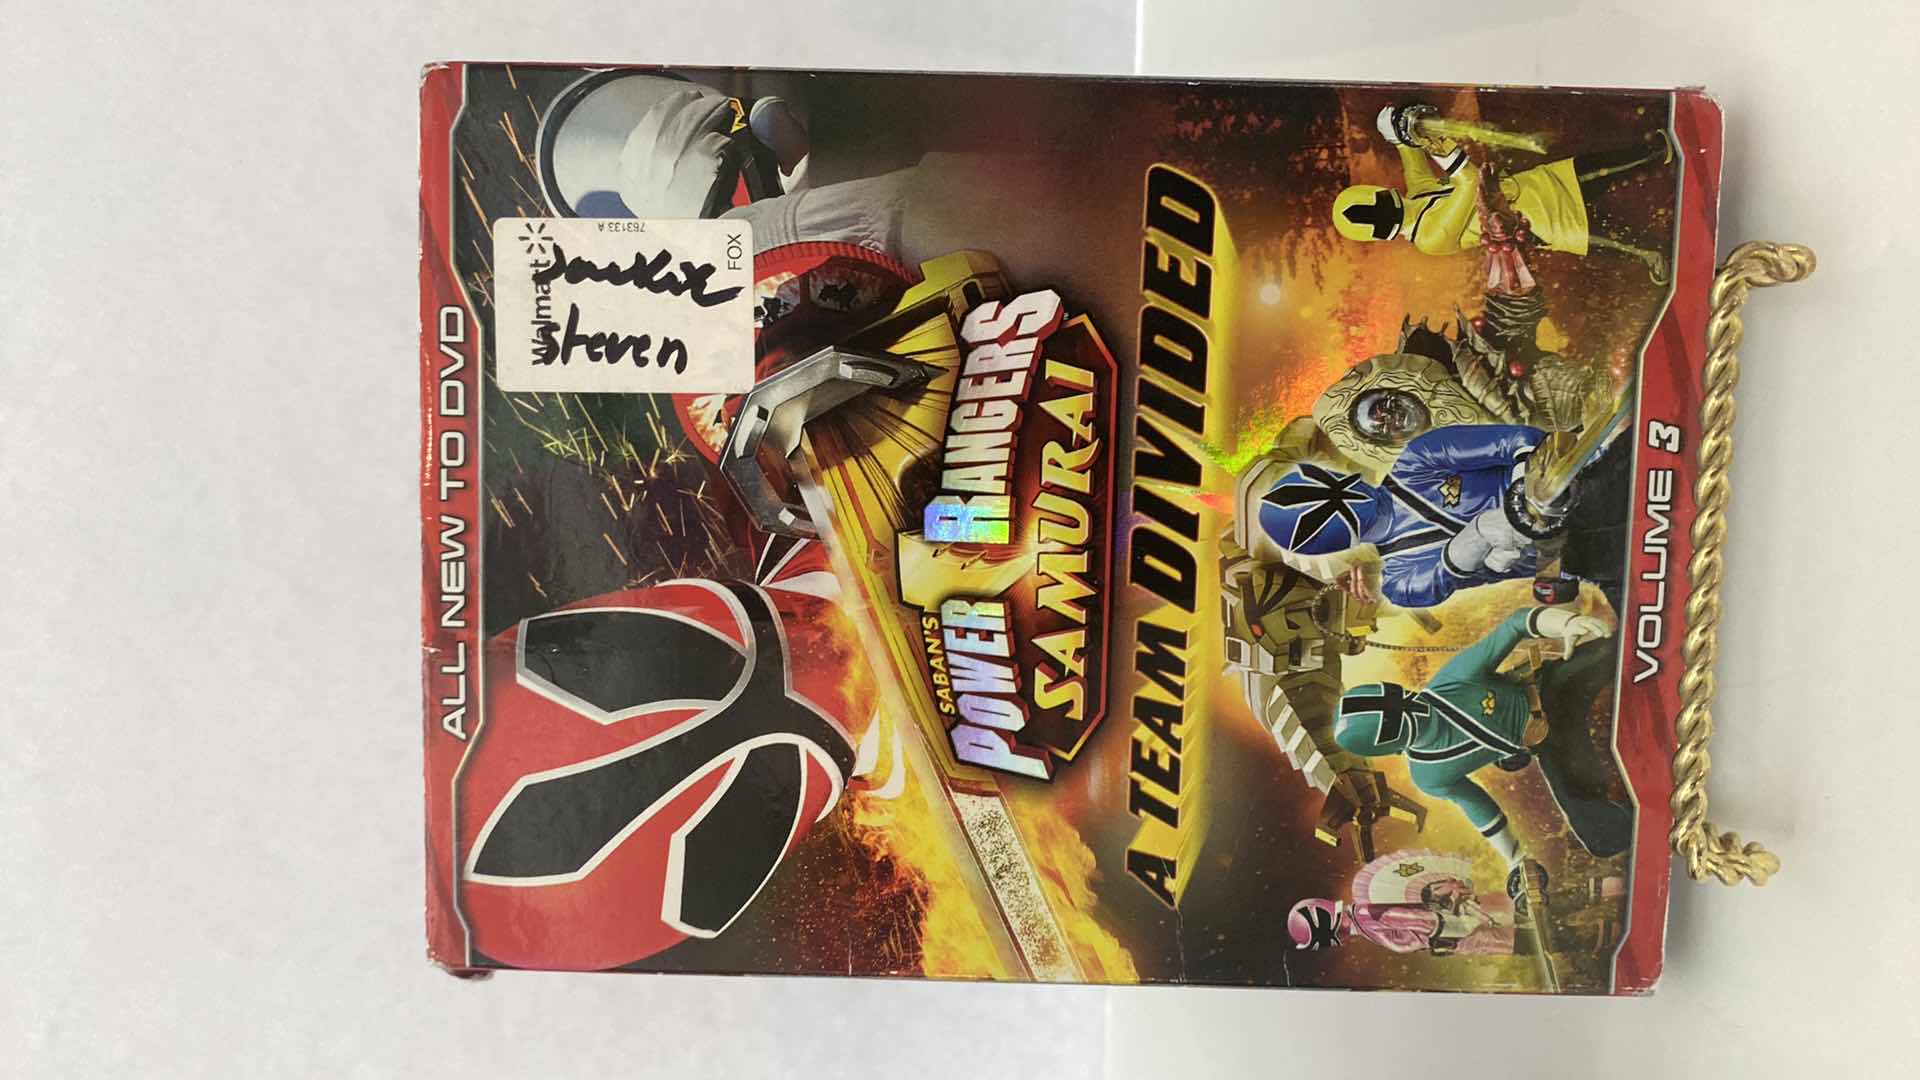 ALL NEW TO DVD
Walmart
763133 A
FOX
steven
SABAN'S
POWER RANGERS
SAMURAI
A TEAM DIVIDED
VOLUME 3